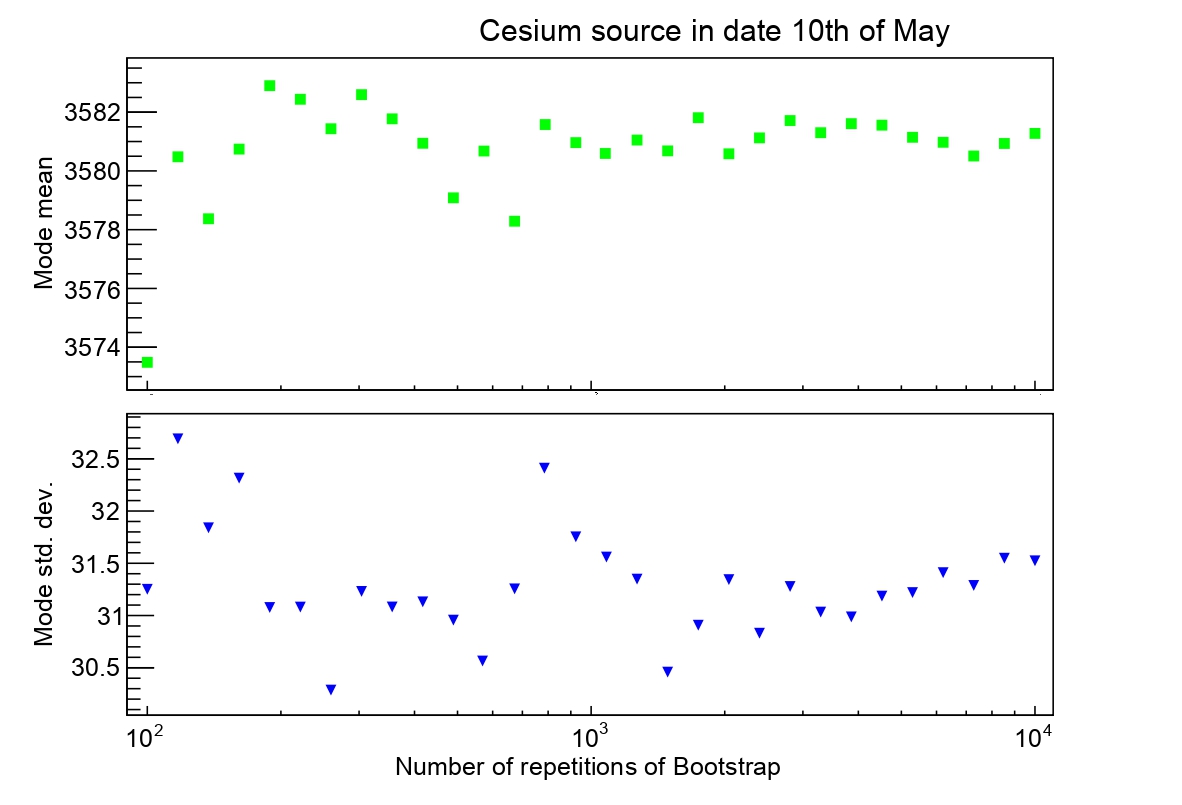 Cesium source in date 10th of May
3582
3580
3578
3576
3574
Mode mean
32.5
32
31.5
31
30.5
Mode std. dev.
10² 10³ 10⁴
Number of repetitions of Bootstrap